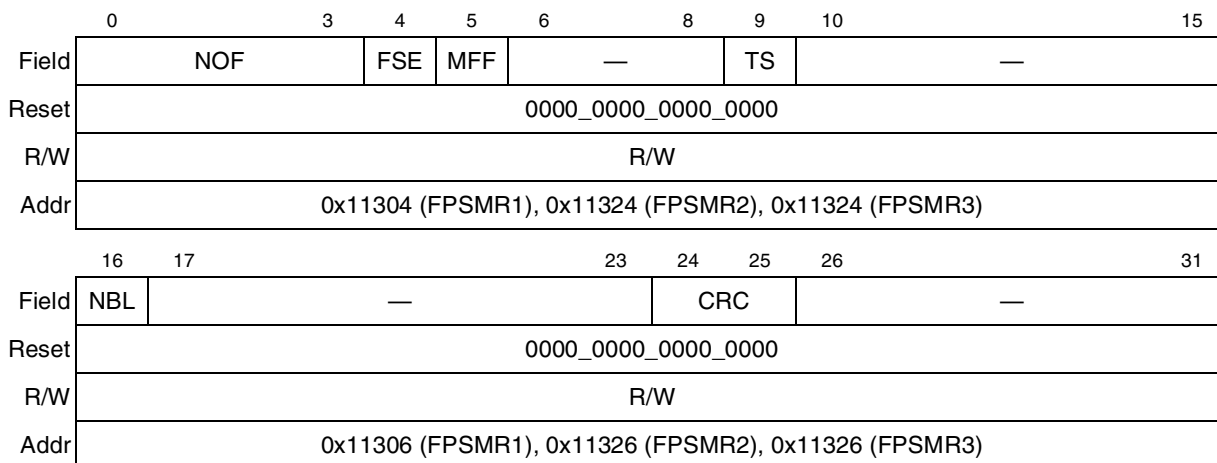 0 3 4 5 6 8 9 10 15
Field NOF FSE MFF — TS —
Reset 0000_0000_0000_0000
R/W R/W
Addr 0x11304 (FPSMR1), 0x11324 (FPSMR2), 0x11324 (FPSMR3)
16 17 23 24 25 26 31
Field NBL — CRC —
Reset 0000_0000_0000_0000
R/W R/W
Addr 0x11306 (FPSMR1), 0x11326 (FPSMR2), 0x11326 (FPSMR3)